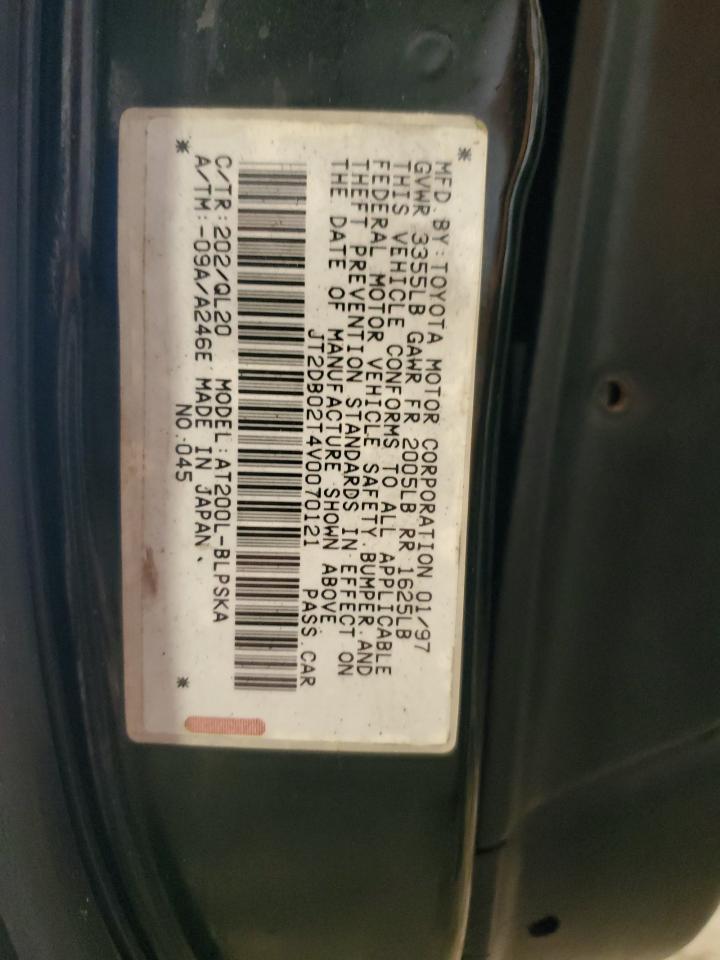 * MFD.BY:TOYOTA MOTOR CORPORATION 01/97
GVWR 3355LB GAWR FR 2005LB RR 1625LB
THIS VEHICLE CONFORMS TO ALL APPLICABLE
FEDERAL MOTOR VEHICLE SAFETY.BUMPER.AND
THEFT PREVENTION STANDARDS IN EFFECT ON
THE DATE OF MANUFACTURE SHOWN ABOVE.
JT2DB02T4V0070121 PASS.CAR
C/TR:202/QL20 MODEL:AT200L-BLPSKA
A/TM:-09A/A246E MADE IN JAPAN.
* NO.045 *